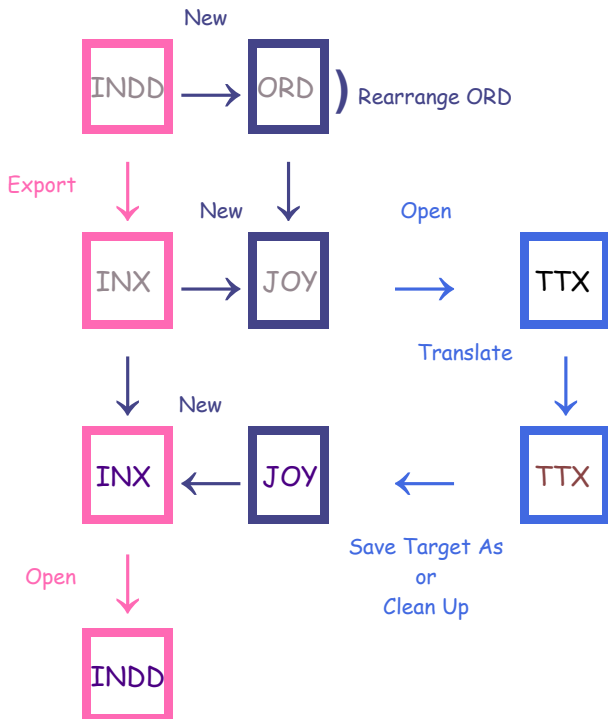 New
INDD
ORD
) Rearrange ORD
Export
New
Open
INX
JOY
TTX
Translate
New
INX
JOY
TTX
Save Target As
or
Clean Up
Open
INDD